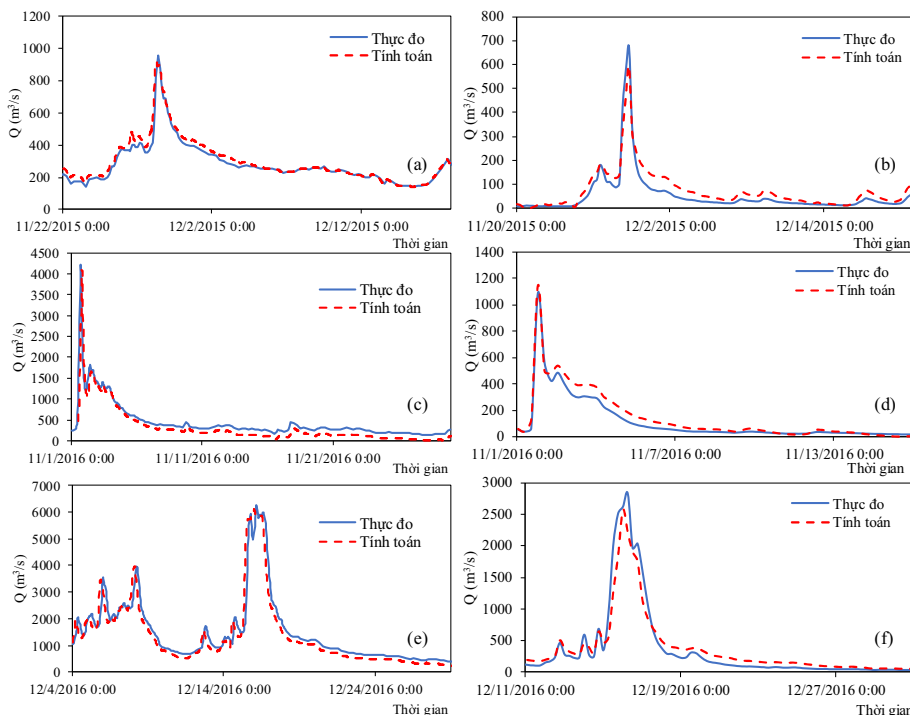 1200
1000
800
600
400
200
0
Q (m³/s)
Thực đo
Tính toán
(a)
11/22/2015 0:00
12/2/2015 0:00
12/12/2015 0:00
Thời gian
800
700
600
500
400
300
200
100
0
Q (m³/s)
Thực đo
Tính toán
(b)
11/20/2015 0:00
12/2/2015 0:00
12/14/2015 0:00
Thời gian
4500
4000
3500
3000
2500
2000
1500
1000
500
0
Q (m³/s)
Thực đo
Tính toán
(c)
11/1/2016 0:00
11/11/2016 0:00
11/21/2016 0:00
Thời gian
1400
1200
1000
800
600
400
200
0
Q (m³/s)
Thực đo
Tính toán
(d)
11/1/2016 0:00
11/7/2016 0:00
11/13/2016 0:00
Thời gian
7000
6000
5000
4000
3000
2000
1000
0
Q (m³/s)
Thực đo
Tính toán
(e)
12/4/2016 0:00
12/14/2016 0:00
12/24/2016 0:00
Thời gian
3000
2500
2000
1500
1000
500
0
Q (m³/s)
Thực đo
Tính toán
(f)
12/11/2016 0:00
12/19/2016 0:00
12/27/2016 0:00
Thời gian